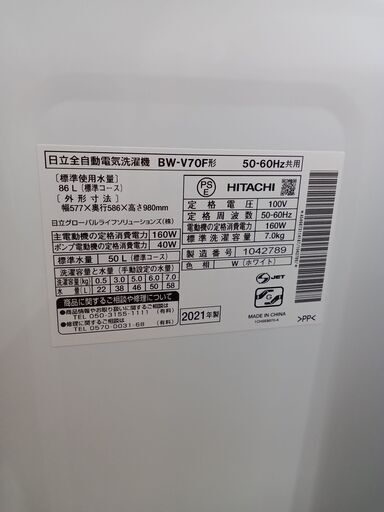 日立全自動電気洗濯機 BW-V70F形 50-60Hz共用
〔標準使用水量〕
86 L〔標準コース〕
〔外形寸法〕
幅577×奥行586×高さ980mm
日立グローバルライフソリューションズ(株)
主電動機の定格消費電力 160W
ポンプ電動機の定格消費電力 40W
標準水量 50 L〔標準コース〕
洗濯容量と水量(手動設定の水量)
洗濯容量(kg) 0.5 3.0 5.0 6.0 7.0
水量 22 38 46 50 58
商品に関するご相談や修理について
●商品情報やお取り扱いについてのご相談は
TEL 050-3155-1111 (有料)
●修理などに関するご相談は
TEL 0570-0031-68 (有料)
2021年製
PS
E
HITACHI
定格電圧 100V
定格周波数 50-60Hz
電動機の定格消費電力 160W
標準洗濯容量 7.0kg
製造番号 1042789
色相 W (ホワイト)
JET
MADE IN CHINA
>PP<